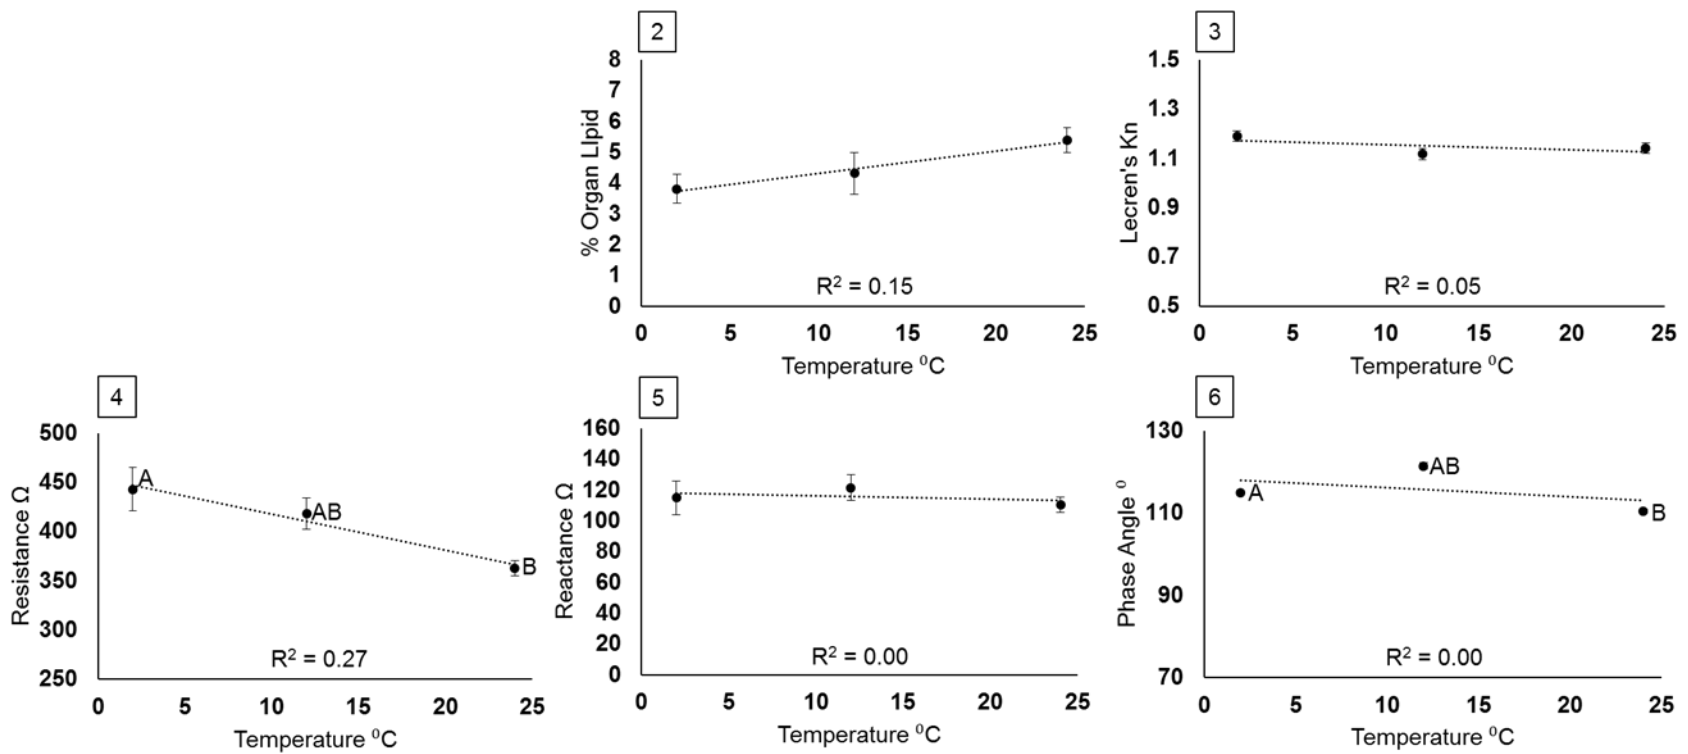 2
8
7
6
5
4
3
2
1
0
% Organ LIpid
R² = 0.15
0 5 10 15 20 25
Temperature ⁰C
3
1.5
1.3
1.1
0.9
0.7
0.5
Lecren's Kn
R² = 0.05
0 5 10 15 20 25
Temperature ⁰C
4
500
450
400
350
300
250
Resistance Ω
A
AB
B
R² = 0.27
0 5 10 15 20 25
Temperature ⁰C
5
160
140
120
100
80
60
40
20
0
Reactance Ω
R² = 0.00
0 5 10 15 20 25
Temperature ⁰C
6
130
110
90
70
Phase Angle ⁰
A
AB
B
R² = 0.00
0 5 10 15 20 25
Temperature ⁰C